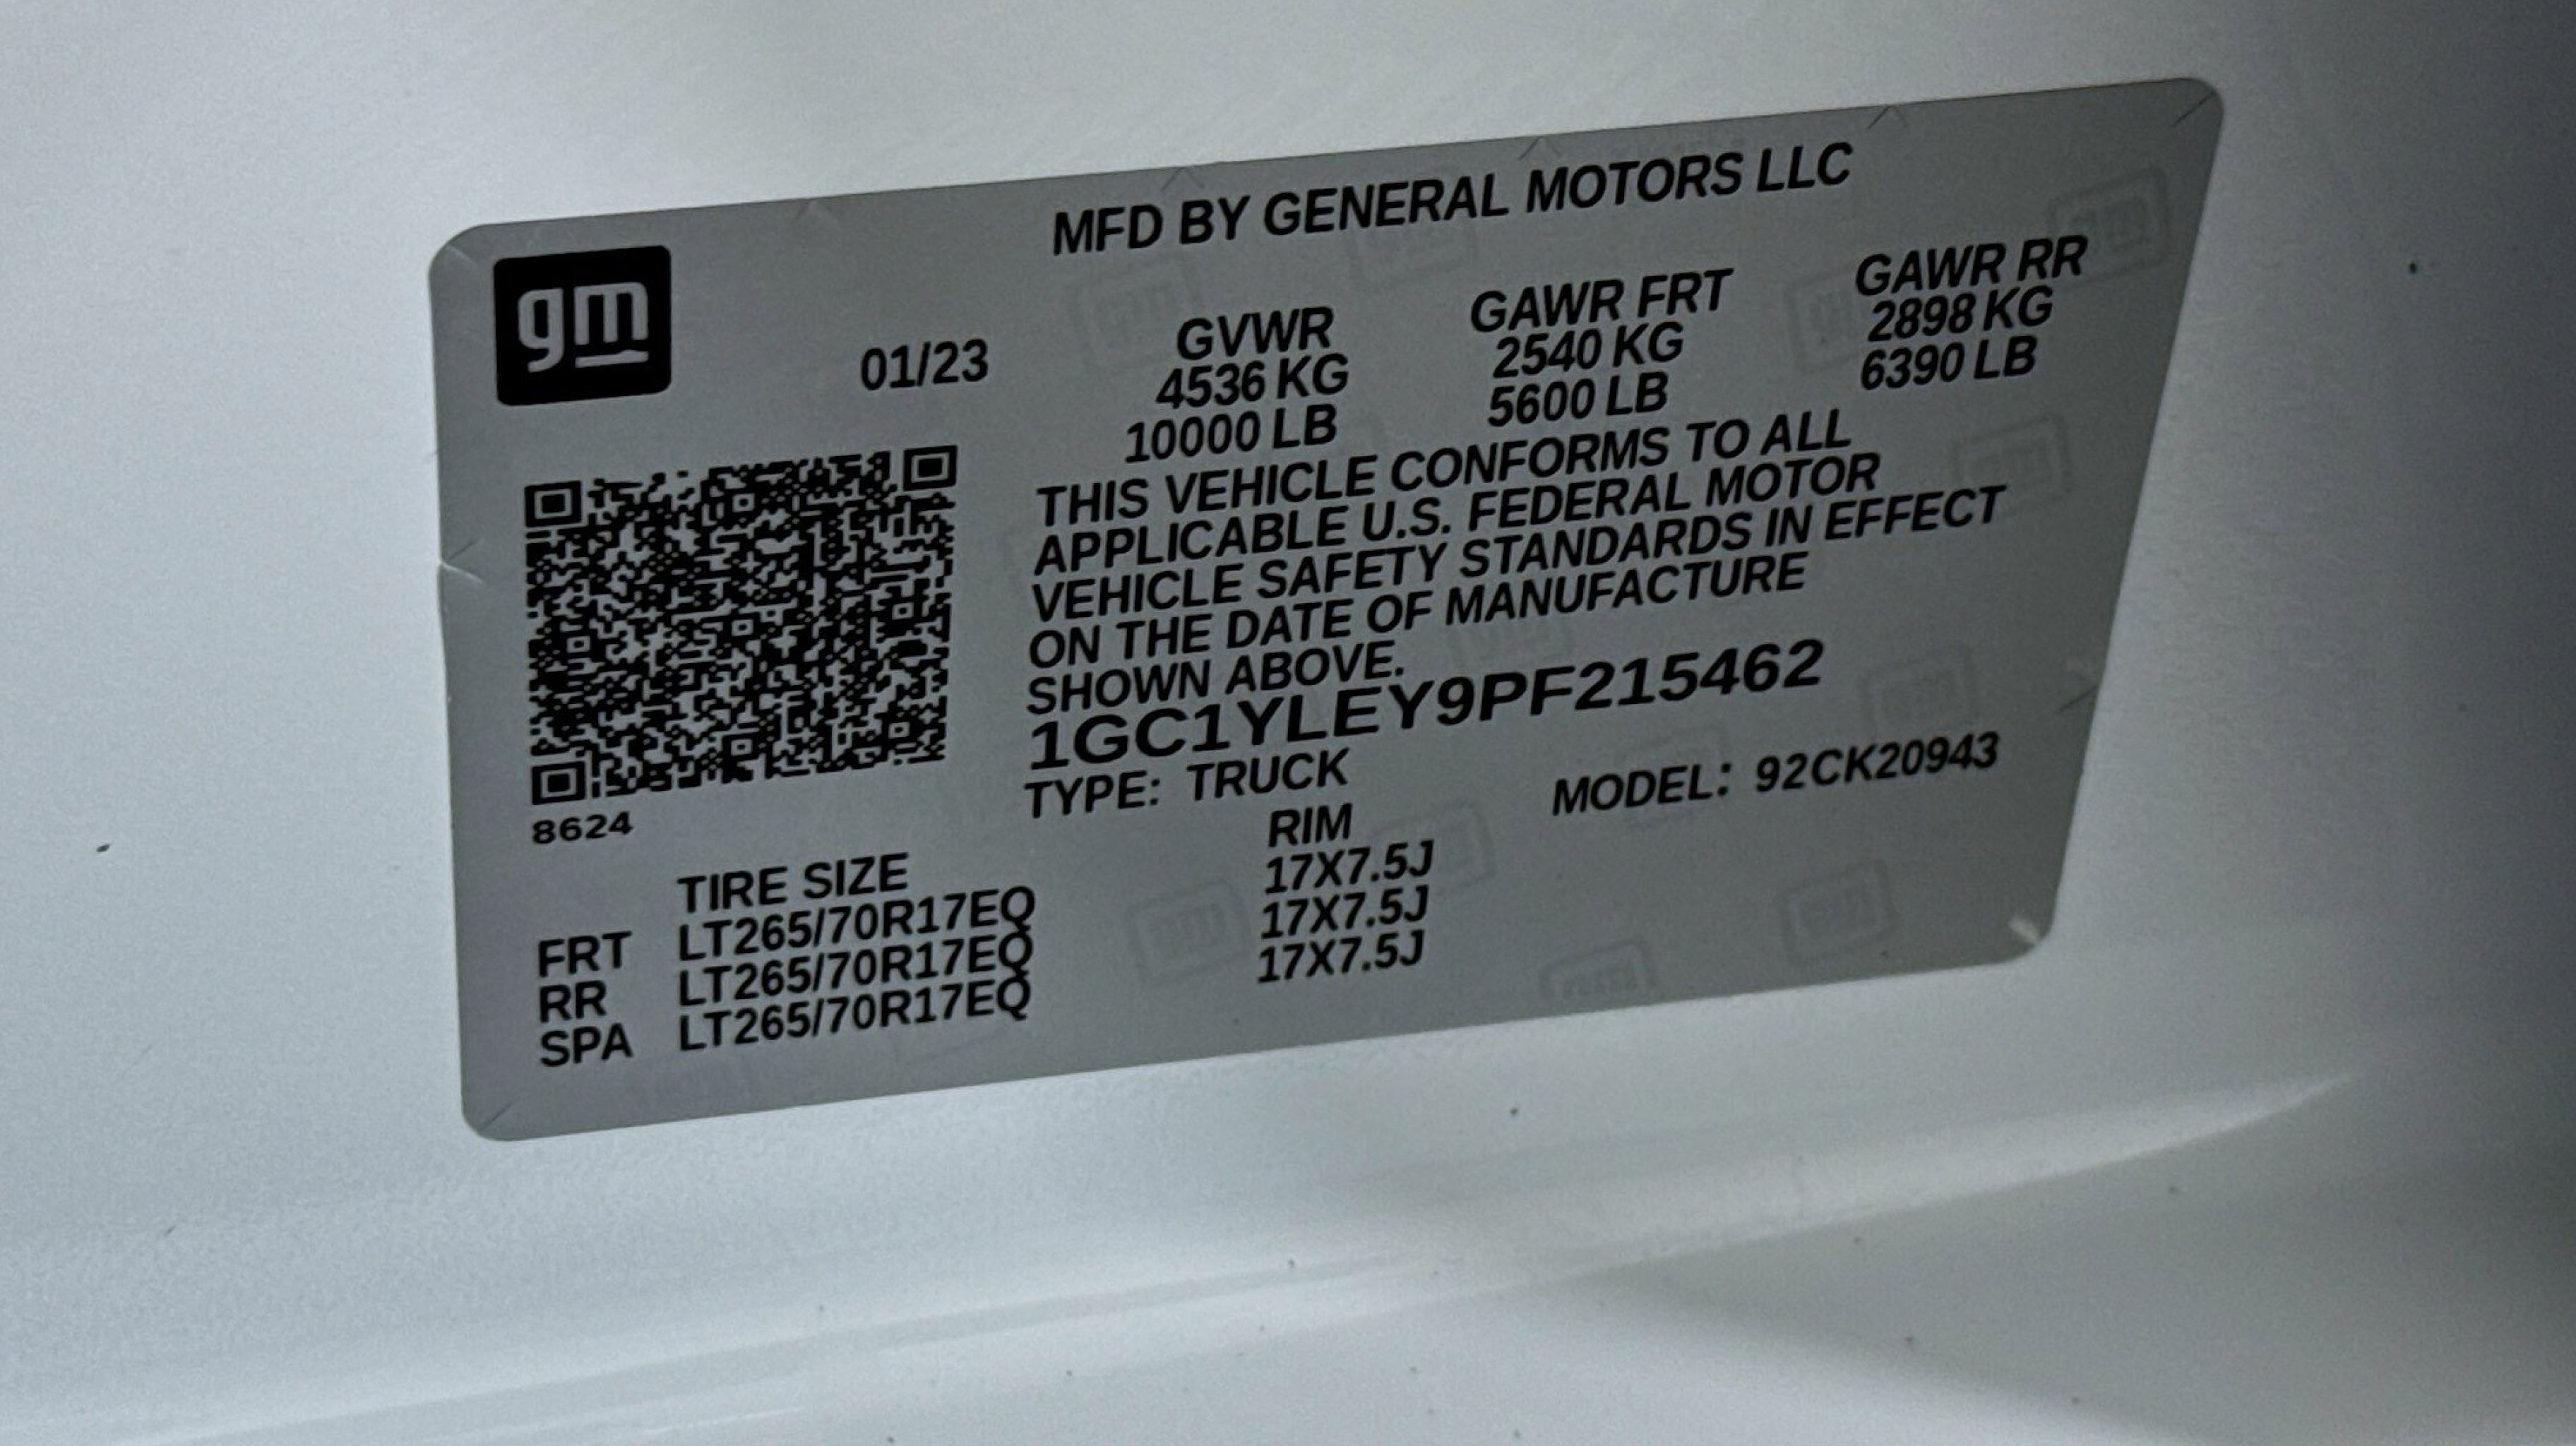 MFD BY GENERAL MOTORS LLC
gm
01/23
GVWR GAWR FRT GAWR RR
4536 KG 2540 KG 2898 KG
10000 LB 5600 LB 6390 LB
THIS VEHICLE CONFORMS TO ALL
APPLICABLE U.S. FEDERAL MOTOR
VEHICLE SAFETY STANDARDS IN EFFECT
ON THE DATE OF MANUFACTURE
SHOWN ABOVE.
1GC1YLEY9PF215462
TYPE: TRUCK MODEL: 92CK20943
8624
TIRE SIZE RIM
FRT LT265/70R17EQ 17X7.5J
RR LT265/70R17EQ 17X7.5J
SPA LT265/70R17EQ 17X7.5J